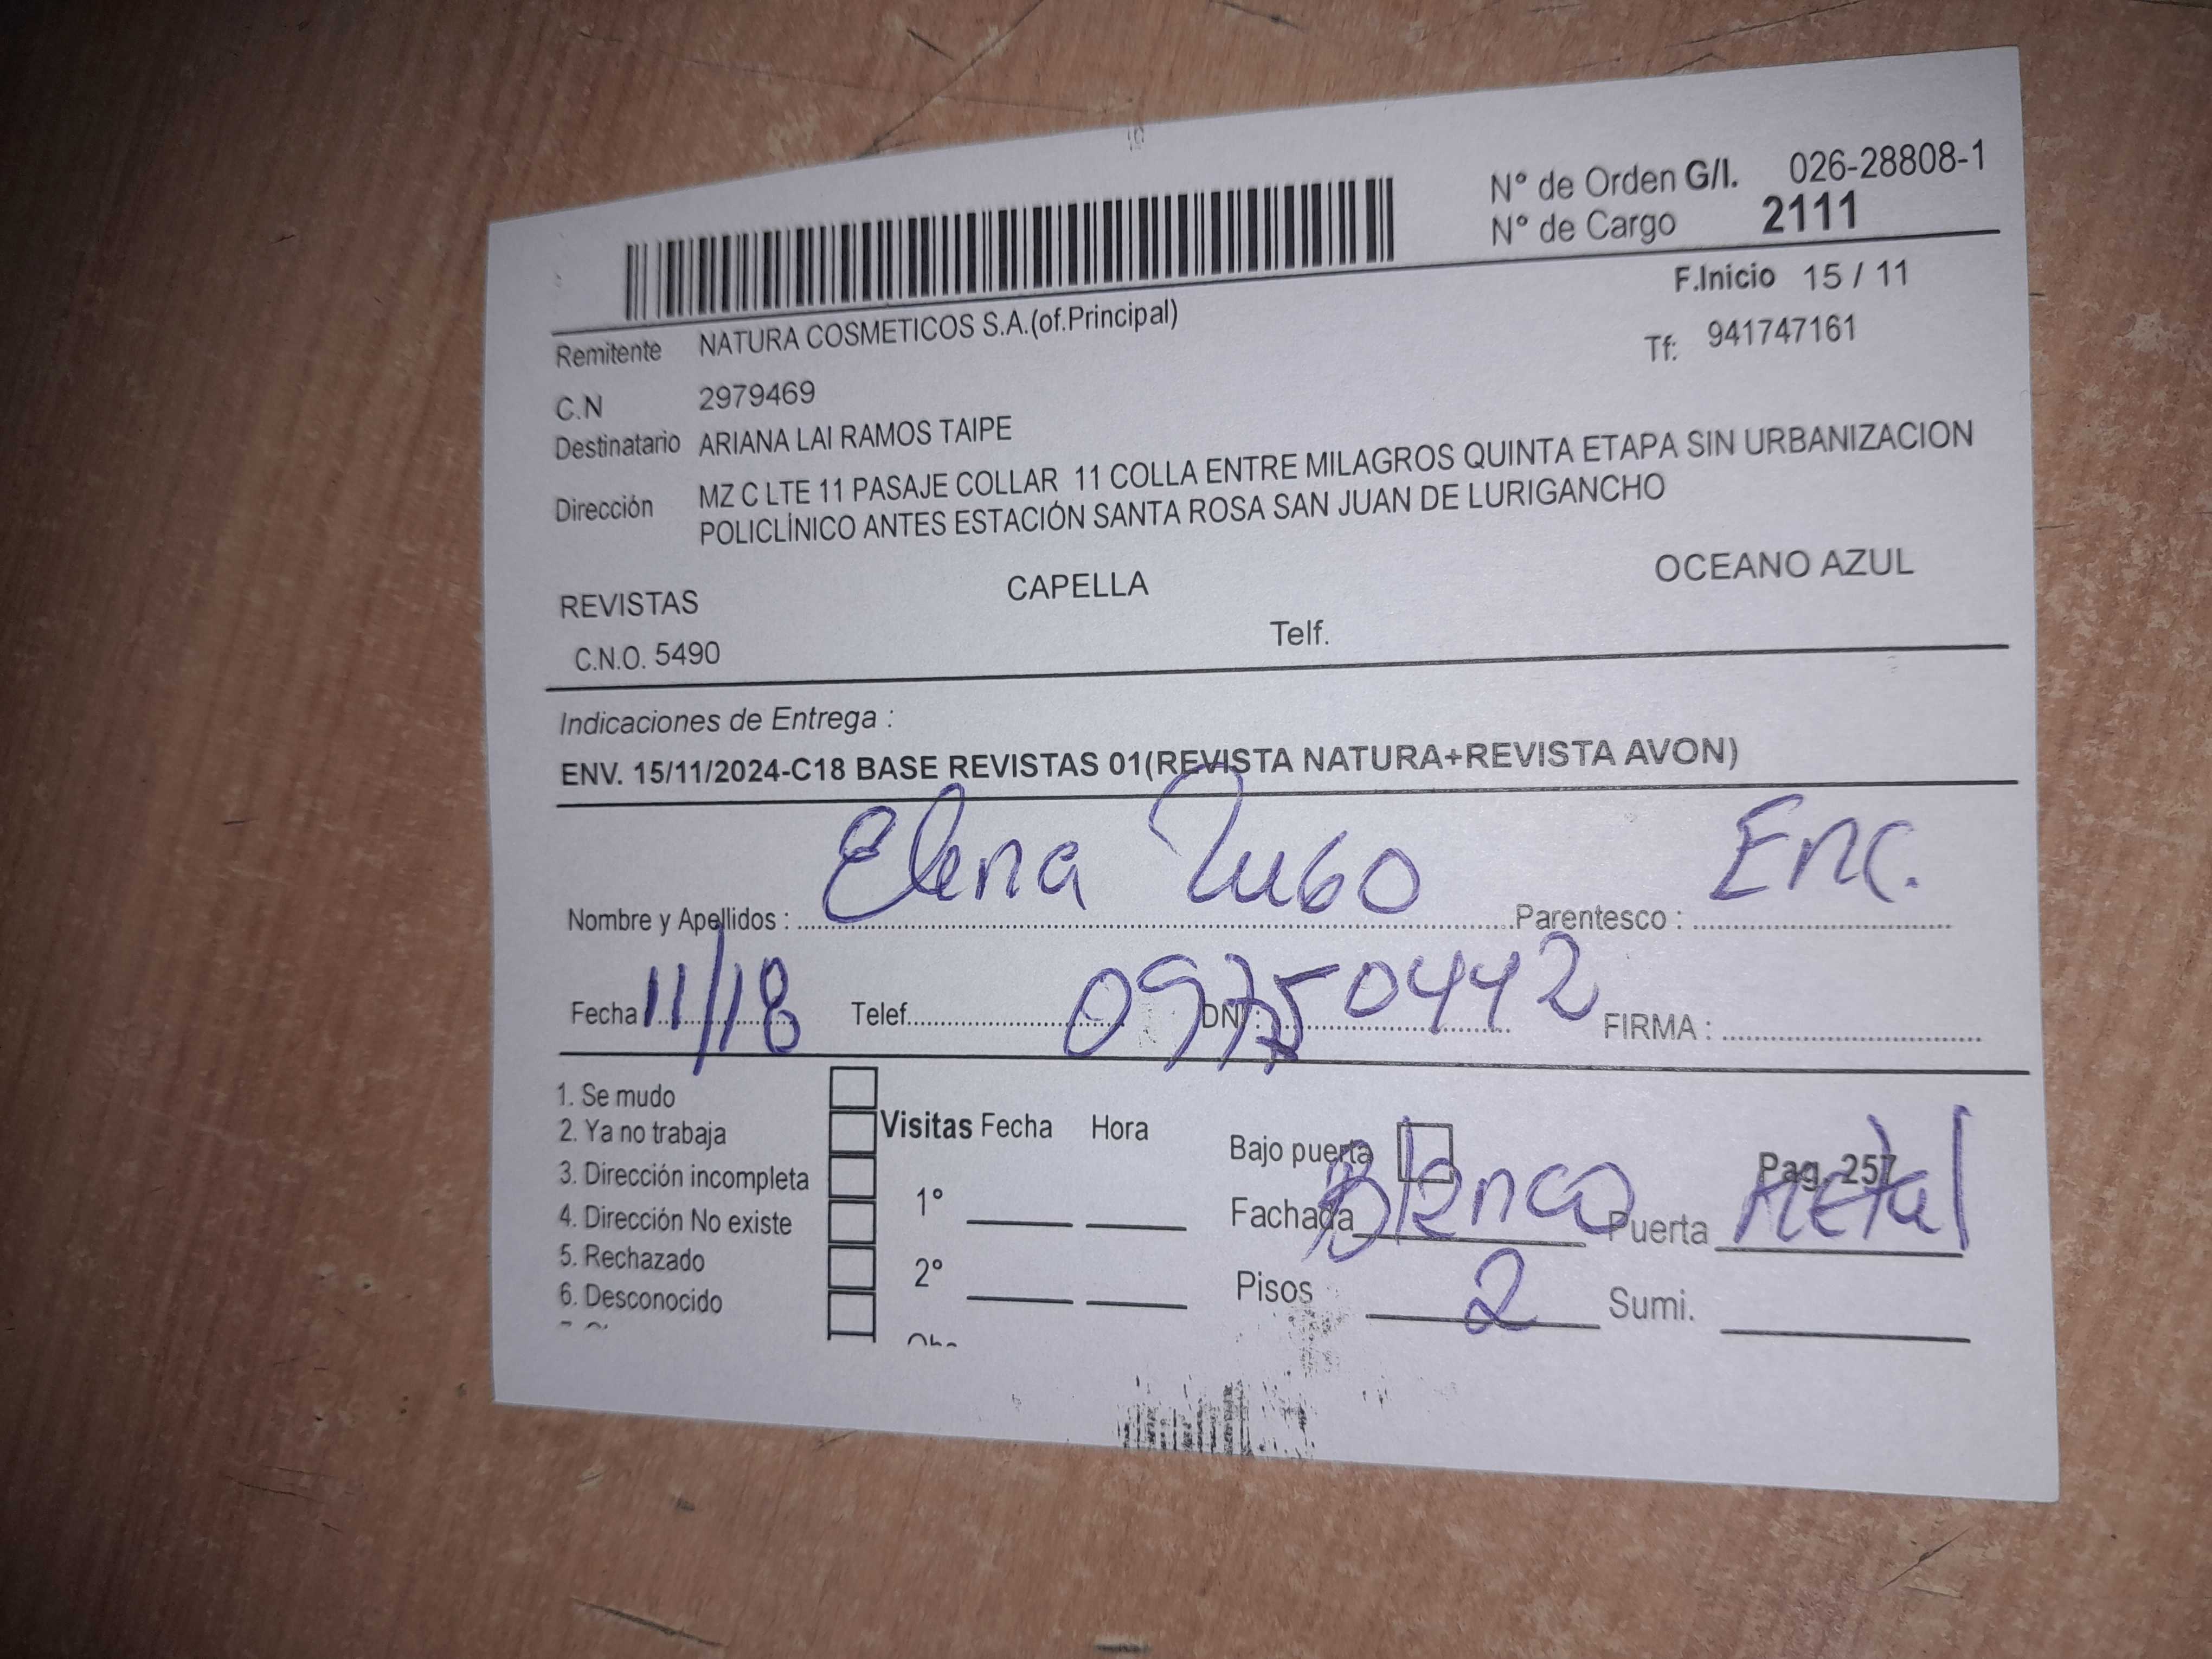 Nº de Orden G/I. 026-28808-1
Nº de Cargo 2111
F.Inicio 15 / 11
Remitente NATURA COSMETICOS S.A.(of.Principal)
Tf: 941747161
C.N 2979469
Destinatario ARIANA LAI RAMOS TAIPE
Dirección MZ C LTE 11 PASAJE COLLAR 11 COLLA ENTRE MILAGROS QUINTA ETAPA SIN URBANIZACION
POLICLÍNICO ANTES ESTACIÓN SANTA ROSA SAN JUAN DE LURIGANCHO
REVISTAS CAPELLA OCEANO AZUL
C.N.O. 5490 Telf.
Indicaciones de Entrega :
ENV. 15/11/2024-C18 BASE REVISTAS 01(REVISTA NATURA+REVISTA AVON)
Nombre y Apellidos : Elena Parentesco : Enc.
Fecha 11/18 Telef. DNI : 09750442 FIRMA :
1. Se mudo
2. Ya no trabaja
3. Dirección incompleta
4. Dirección No existe
5. Rechazado
6. Desconocido
Visitas Fecha Hora
1º
2º
Bajo puerta Pag. 257
Fachada Blanco Puerta Metal
Pisos 2 Sumi.